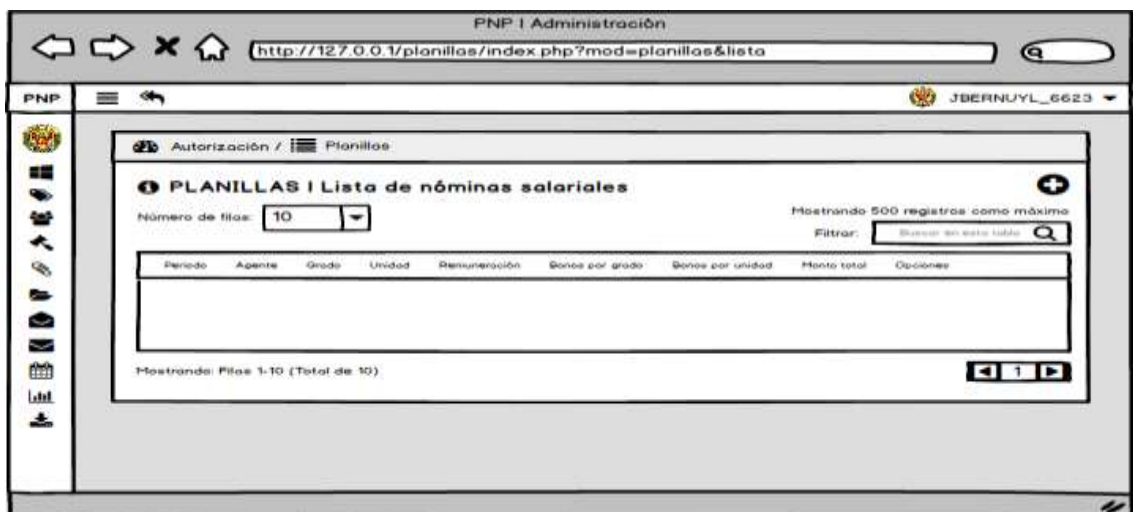 PNP | Administración
http://127.0.0.1/planillas/index.php?mod=planillas&lista
PNP
JBERNUYL_6623
Autorización / Planillas
PLANILLAS | Lista de nóminas salariales
Número de filas: 10
Mostrando 500 registros como máximo
Filtrar: Buscar en esta tabla
Periodo Agente Grado Unidad Remuneración Bonos por grado Bonos por unidad Monto total Opciones
Mostrando: Filas 1-10 (Total de 10)
1